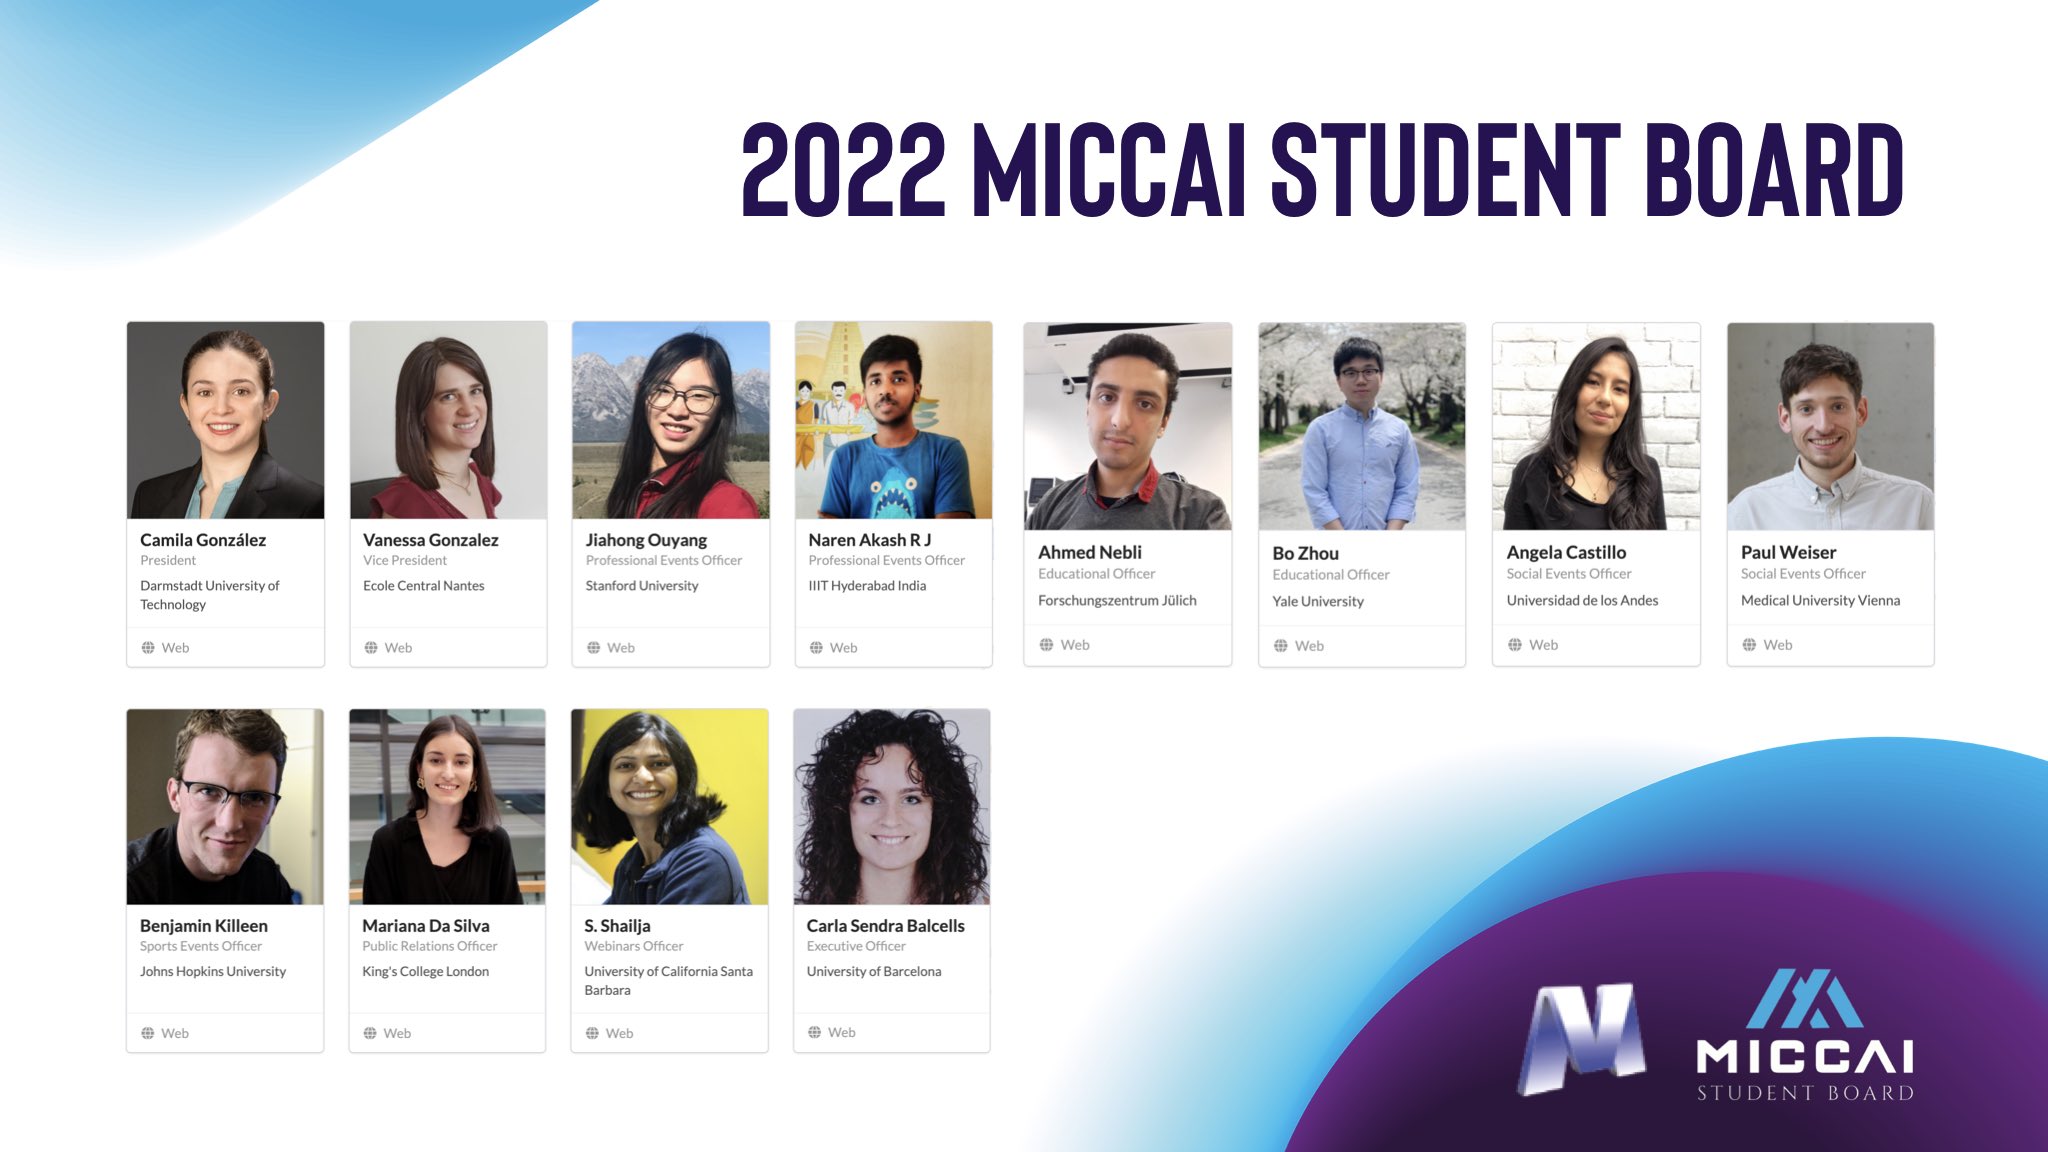 2022 MICCAI STUDENT BOARD
Camila González
President
Darmstadt University of
Technology
Web
Vanessa Gonzalez
Vice President
Ecole Central Nantes
Web
Jiahong Ouyang
Professional Events Officer
Stanford University
Web
Naren Akash R J
Professional Events Officer
IIIT Hyderabad India
Web
Ahmed Nebli
Educational Officer
Forschungszentrum Jülich
Web
Bo Zhou
Educational Officer
Yale University
Web
Angela Castillo
Social Events Officer
Universidad de los Andes
Web
Paul Weiser
Social Events Officer
Medical University Vienna
Web
Benjamin Killeen
Sports Events Officer
Johns Hopkins University
Web
Mariana Da Silva
Public Relations Officer
King's College London
Web
S. Shailja
Webinars Officer
University of California Santa
Barbara
Web
Carla Sendra Balcells
Executive Officer
University of Barcelona
Web
MICCAI
STUDENT BOARD